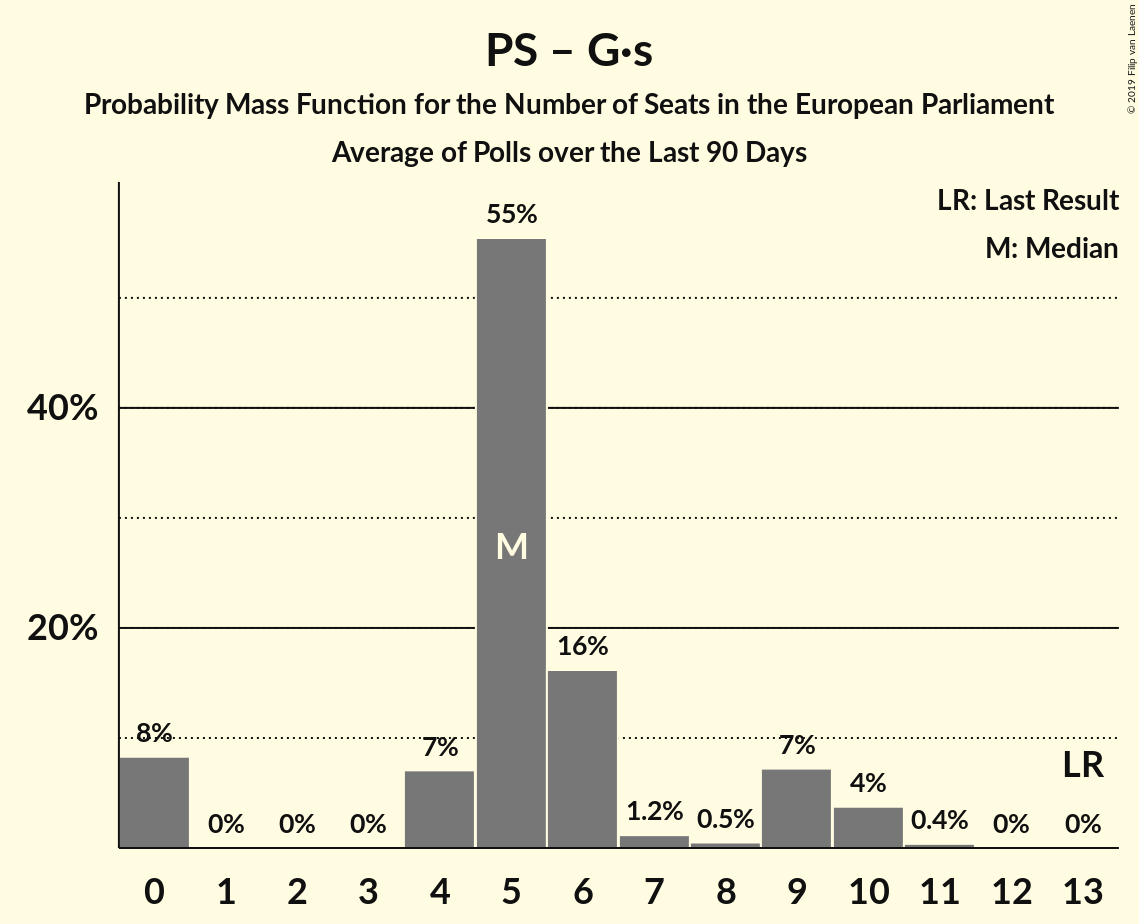 PS – G·s
Probability Mass Function for the Number of Seats in the European Parliament
Average of Polls over the Last 90 Days
© 2019 Filip van Laenen
LR: Last Result
M: Median
55%
40%
M
20%
16%
8%
7%
7%
LR
4%
0%
0%
0%
1.2%
0.5%
0.4%
0%
0%
0 1 2 3 4 5 6 7 8 9 10 11 12 13